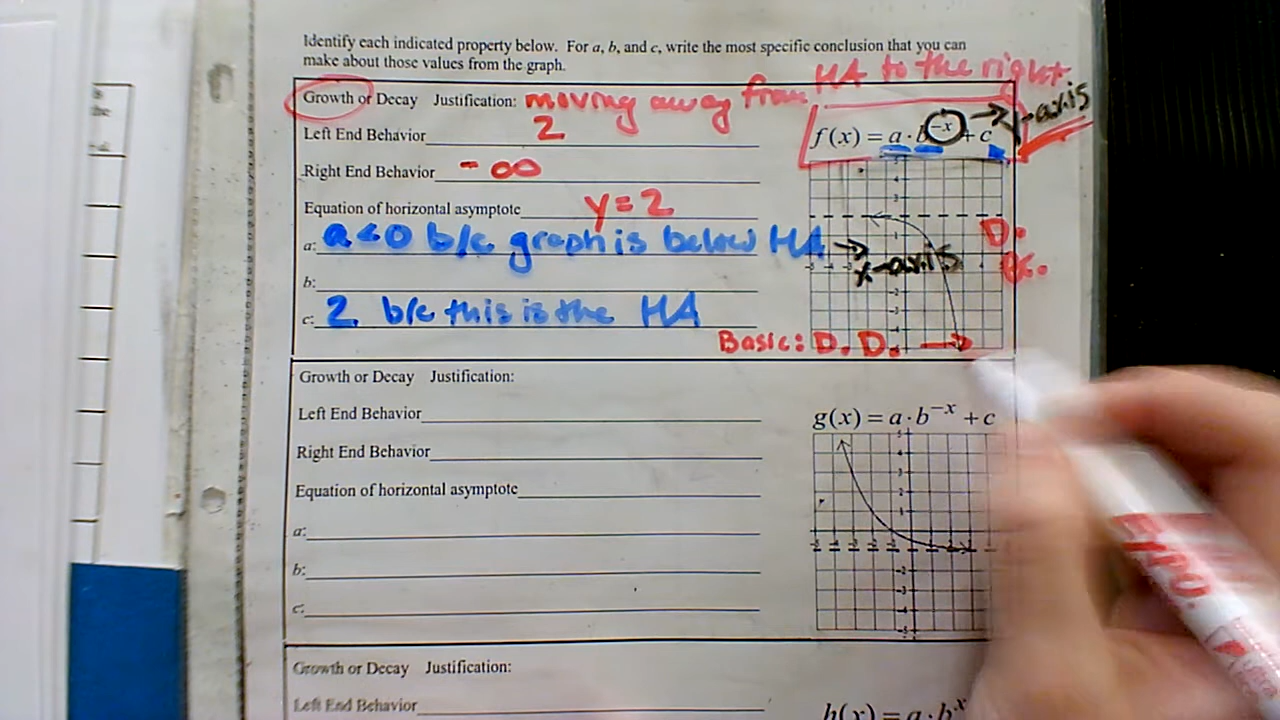 Identify each indicated property below. For a, b, and c, write the most specific conclusion that you can
make about those values from the graph.
Growth or Decay Justification: moving away from HA to the right
Left End Behavior 2
Right End Behavior -∞
Equation of horizontal asymptote y=2
a: a<0 b/c graph is below HA
b:
c: 2 b/c this is the HA
f(x) = a·b^-x + c
→ y-axis
→ x-axis
D.
Basic: D. D. →
Growth or Decay Justification:
Left End Behavior
Right End Behavior
Equation of horizontal asymptote
a:
b:
c:
g(x) = a·b^-x + c
Growth or Decay Justification:
Left End Behavior
h(x) = a·b^x
EXPO